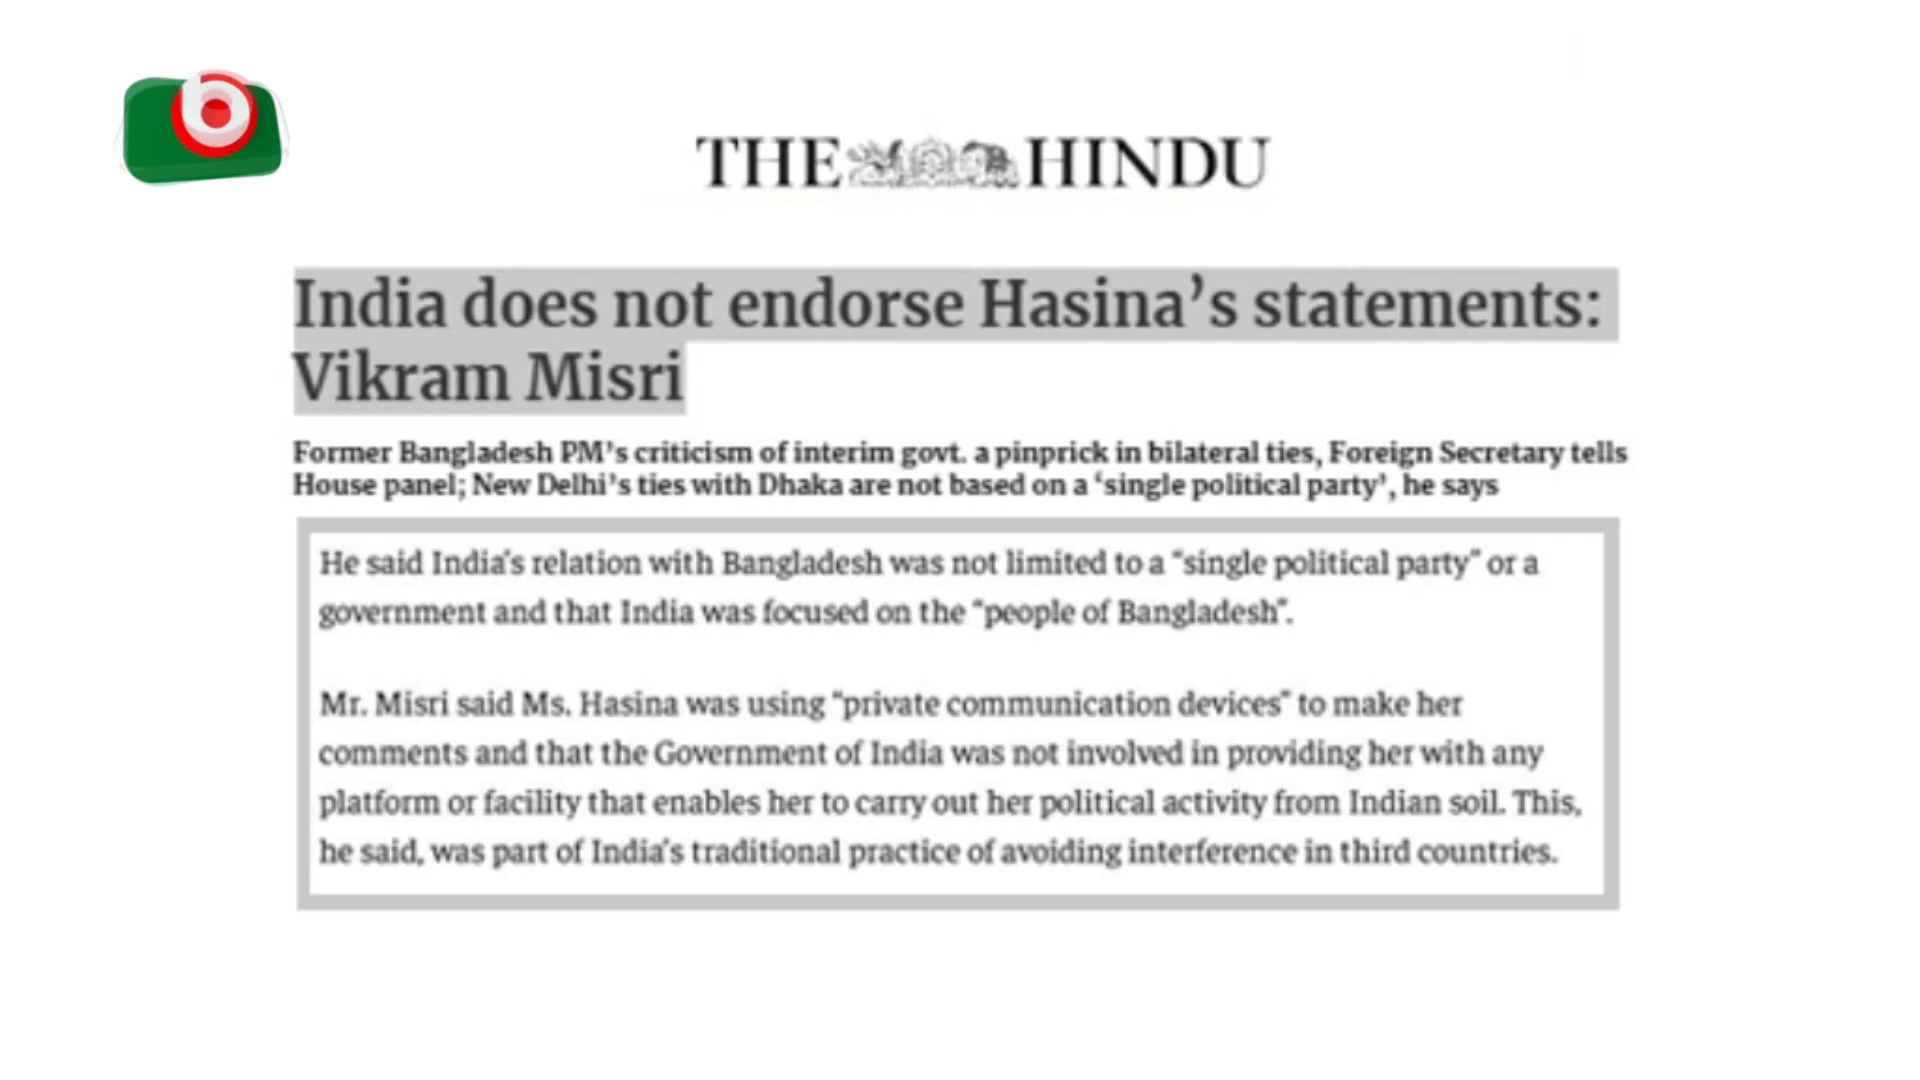 b
THE HINDU
India does not endorse Hasina’s statements:
Vikram Misri
Former Bangladesh PM’s criticism of interim govt. a pinprick in bilateral ties, Foreign Secretary tells
House panel; New Delhi’s ties with Dhaka are not based on a ‘single political party’, he says
He said India’s relation with Bangladesh was not limited to a “single political party” or a
government and that India was focused on the “people of Bangladesh”.
Mr. Misri said Ms. Hasina was using “private communication devices” to make her
comments and that the Government of India was not involved in providing her with any
platform or facility that enables her to carry out her political activity from Indian soil. This,
he said, was part of India’s traditional practice of avoiding interference in third countries.